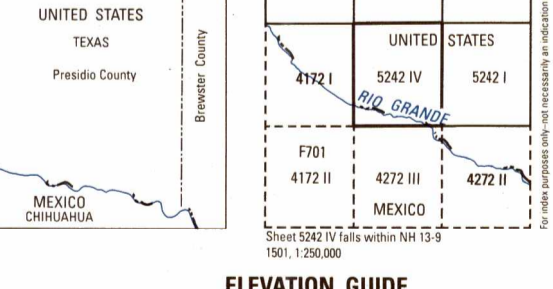 UNITED STATES
TEXAS
Presidio County
Brewster County
MEXICO
CHIHUAHUA
UNITED STATES
4172 I
5242 IV
5242 I
RIO GRANDE
F701
4172 II
4272 III
4272 II
MEXICO
Sheet 5242 IV falls within NH 13-9
1501, 1:250,000
For index purposes only-not necessarily an indication
ELEVATION GUIDE